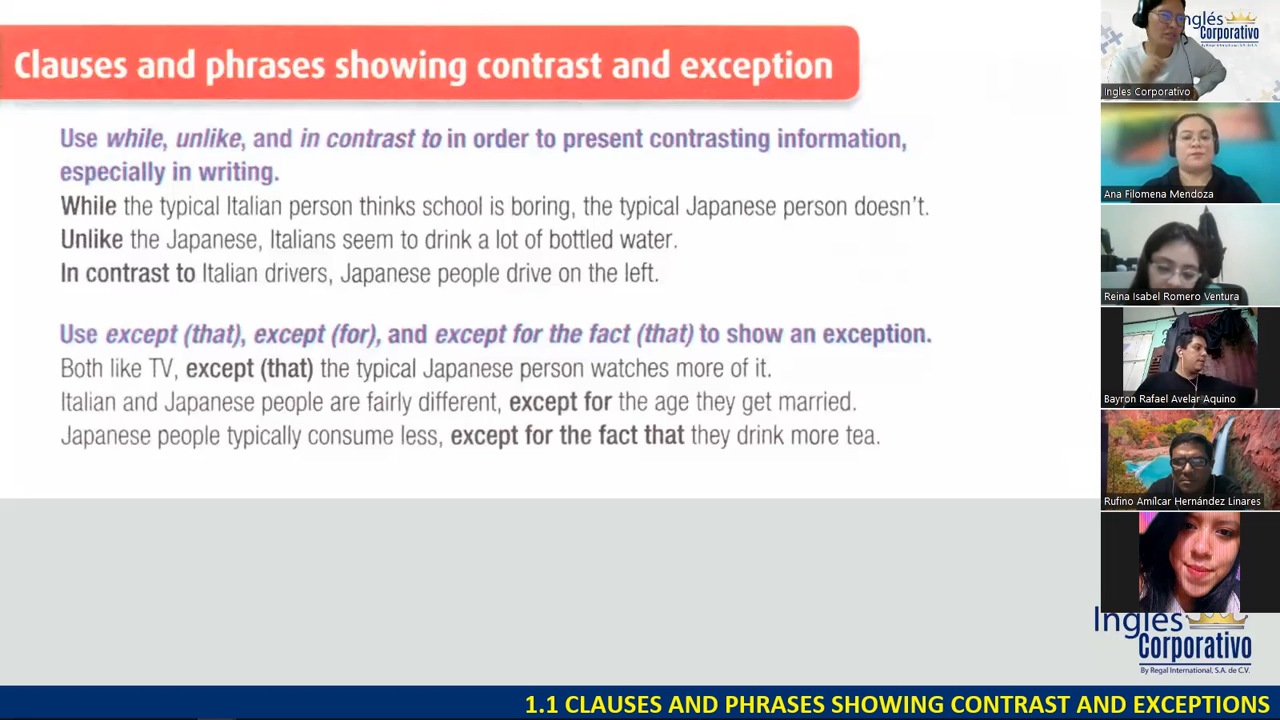 Clauses and phrases showing contrast and exception
Use while, unlike, and in contrast to in order to present contrasting information,
especially in writing.
While the typical Italian person thinks school is boring, the typical Japanese person doesn't.
Unlike the Japanese, Italians seem to drink a lot of bottled water.
In contrast to Italian drivers, Japanese people drive on the left.
Use except (that), except (for), and except for the fact (that) to show an exception.
Both like TV, except (that) the typical Japanese person watches more of it.
Italian and Japanese people are fairly different, except for the age they get married.
Japanese people typically consume less, except for the fact that they drink more tea.
Inglés
Corporativo
Ingles Corporativo
Ana Filomena Mendoza
Reina Isabel Romero Ventura
Bayron Rafael Avelar Aquino
Rufino Amílcar Hernández Linares
Inglés
Corporativo
By Regal International, S.A. de C.V.
1.1 CLAUSES AND PHRASES SHOWING CONTRAST AND EXCEPTIONS